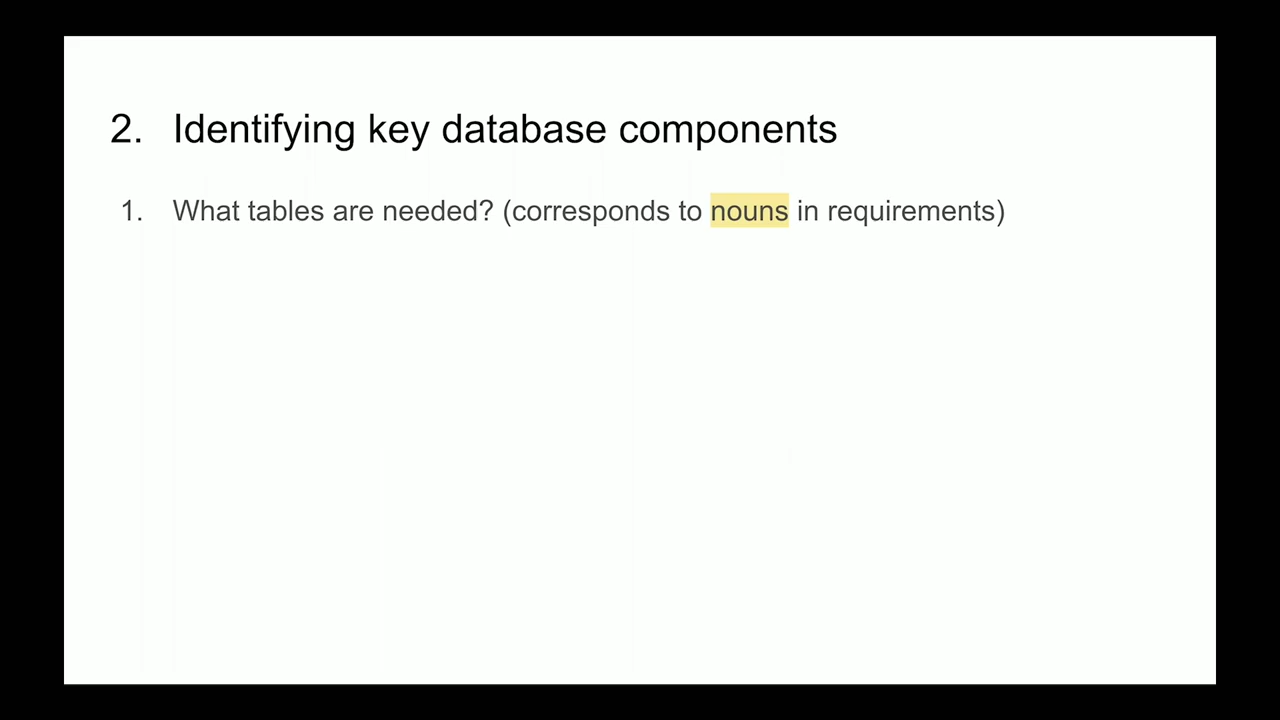 2. Identifying key database components
1. What tables are needed? (corresponds to nouns in requirements)